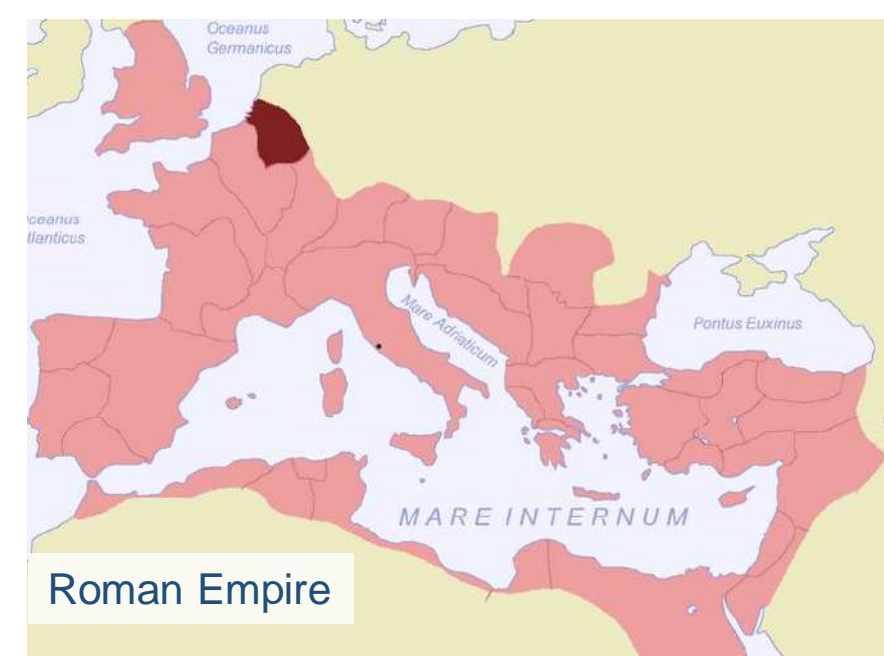 Oceanus
Germanicus
ceanus
tlanticus
Mare Adriaticum
Pontus Euxinus
MARE INTERNUM
Roman Empire